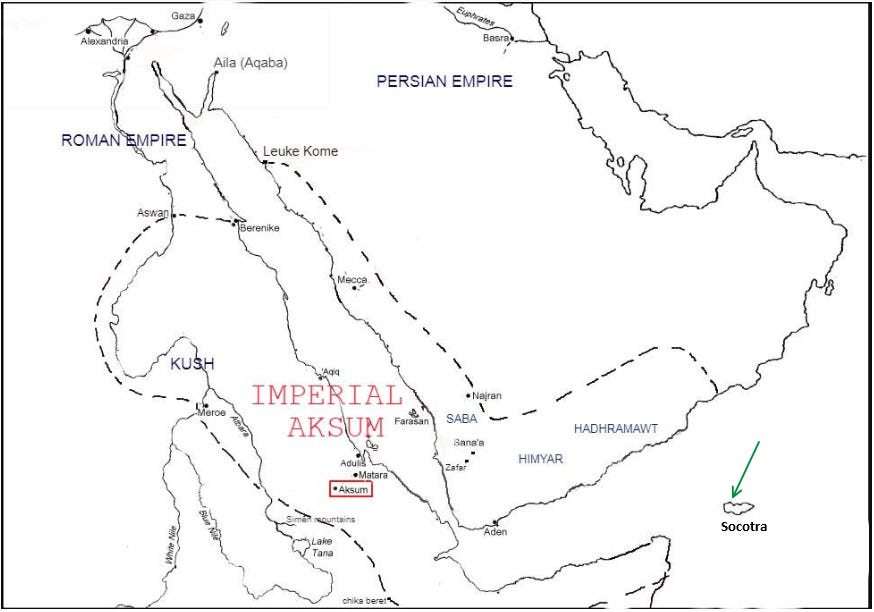 Gaza
Alexandria
Euphrates
Basra
Aila (Aqaba)
PERSIAN EMPIRE
ROMAN EMPIRE
Leuke Kome
Aswan
Berenike
Mecca
KUSH
'Aqiq
IMPERIAL
AKSUM
Najran
Meroe
Atbara
Farasan
SABA
HADHRAMAWT
Sana'a
HIMYAR
Zafar
Adulis
Matara
Aksum
Simen mountains
White Nile
Blue Nile
Lake
Tana
Aden
Socotra
chika beret